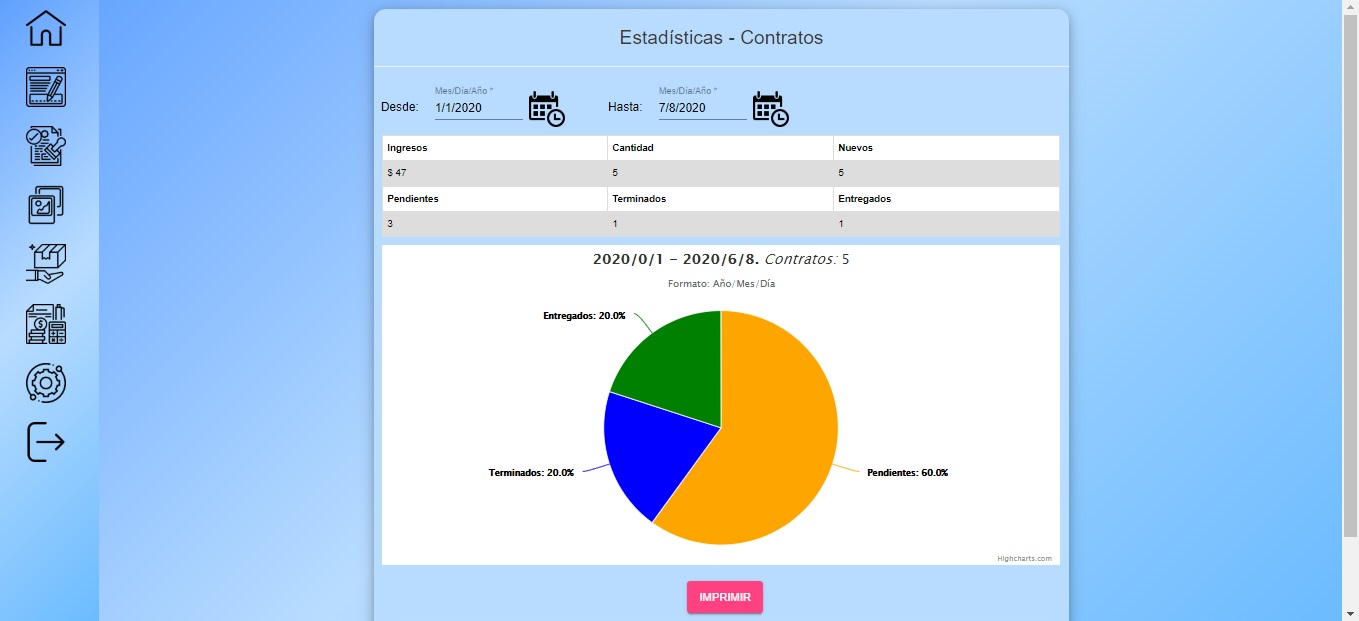 Estadísticas - Contratos
Mes/Día/Año * Mes/Día/Año *
Desde: 1/1/2020 Hasta: 7/8/2020
Ingresos Cantidad Nuevos
$ 47 5 5
Pendientes Terminados Entregados
3 1 1
2020/0/1 - 2020/6/8. Contratos: 5
Formato: Año/Mes/Día
Entregados: 20.0%
Terminados: 20.0% Pendientes: 60.0%
Highcharts.com
IMPRIMIR